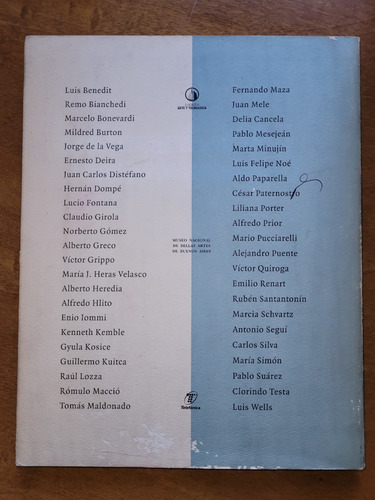 Luis Benedit
Remo Bianchedi
Marcelo Bonevardi
Mildred Burton
Jorge de la Vega
Ernesto Deira
Juan Carlos Distéfano
Hernán Dompé
Lucio Fontana
Claudio Girola
Norberto Gómez
Alberto Greco
Víctor Grippo
María J. Heras Velasco
Alberto Heredia
Alfredo Hlito
Enio Iommi
Kenneth Kemble
Gyula Kosice
Guillermo Kuitca
Raúl Lozza
Rómulo Macció
Tomás Maldonado
ARTE Y TECNOLOGIA
MUSEO NACIONAL
DE BELLAS ARTES
DE BUENOS AIRES
Telefónica
Fernando Maza
Juan Mele
Delia Cancela
Pablo Mesejeán
Marta Minujín
Luis Felipe Noé
Aldo Paparella
César Paternostro
Liliana Porter
Alfredo Prior
Mario Pucciarelli
Alejandro Puente
Víctor Quiroga
Emilio Renart
Rubén Santantonín
Marcia Schvartz
Antonio Seguí
Carlos Silva
María Simón
Pablo Suárez
Clorindo Testa
Luis Wells